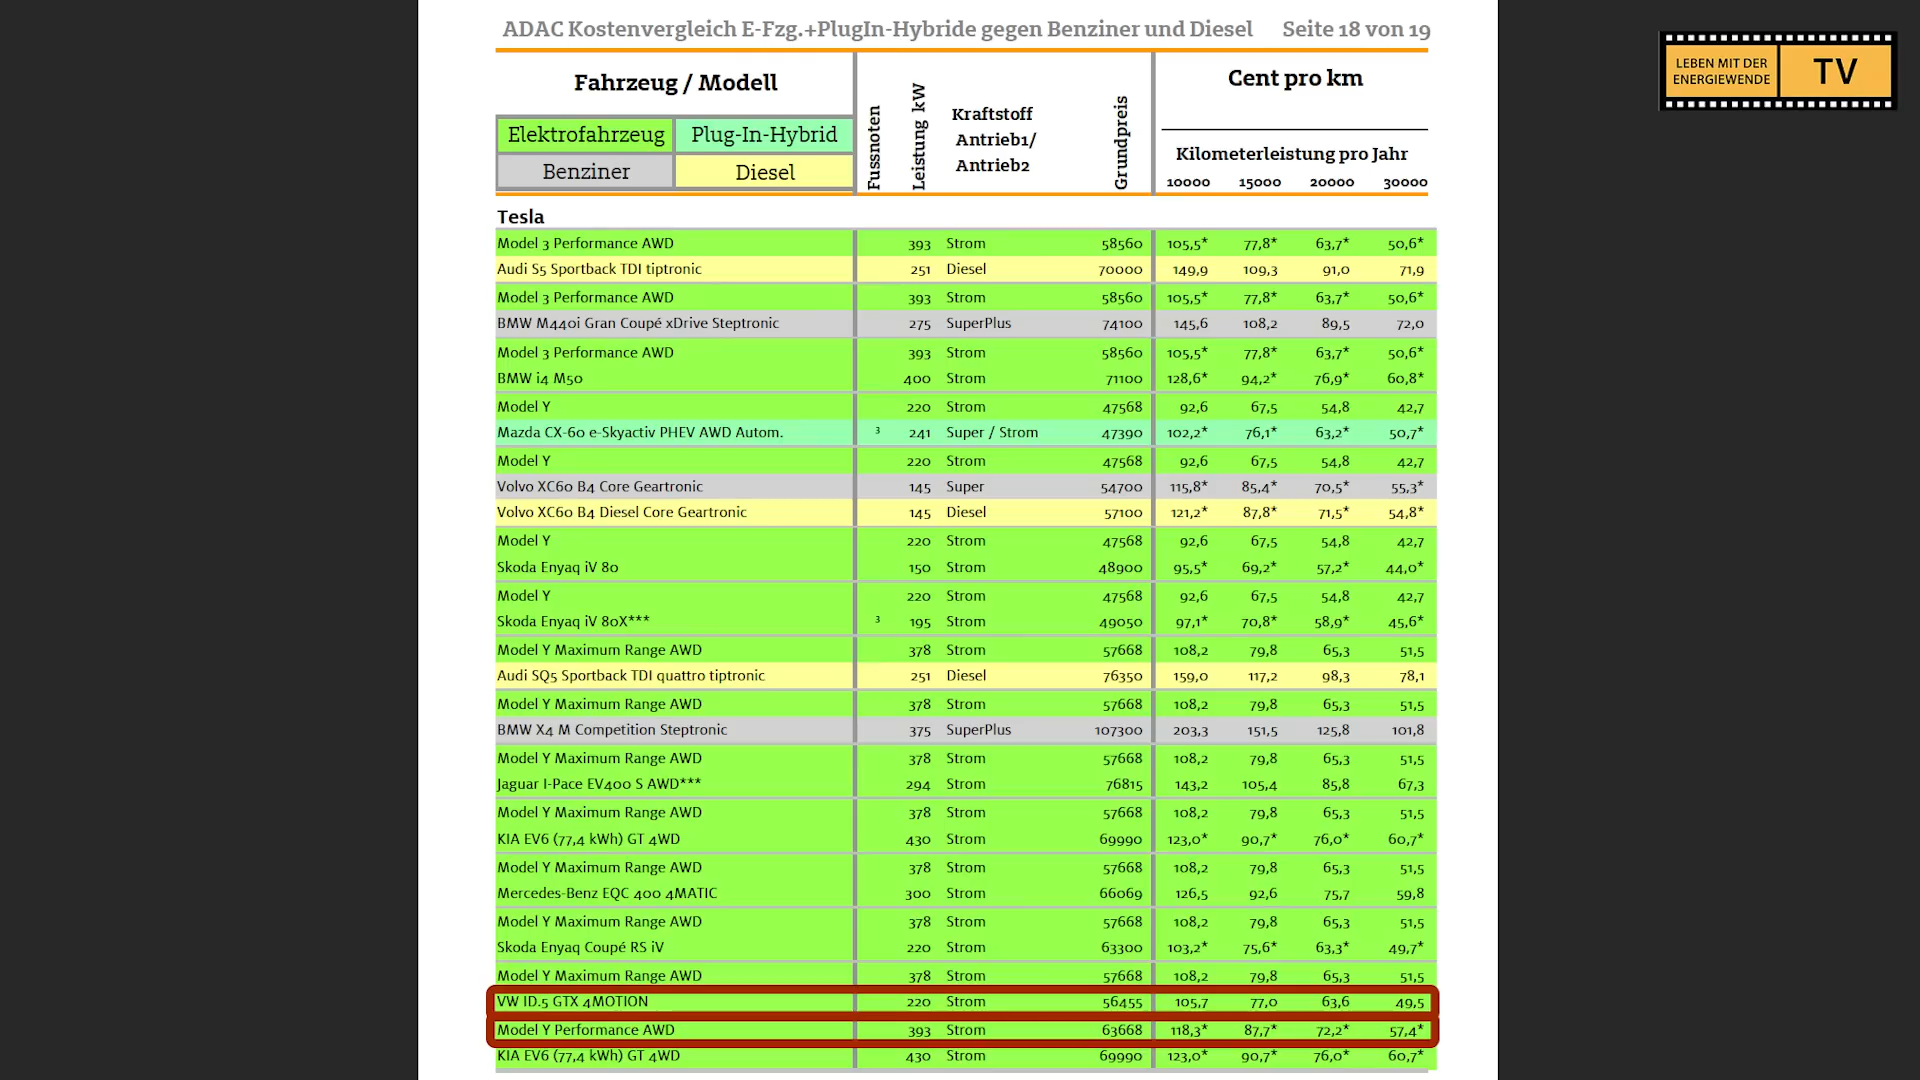 ADAC Kostenvergleich E-Fzg.+PlugIn-Hybride gegen Benziner und Diesel Seite 18 von 19
LEBEN MIT DER ENERGIEWENDE TV
Fahrzeug / Modell
Elektrofahrzeug Plug-In-Hybrid
Benziner Diesel
Fussnoten
Leistung kW
Kraftstoff
Antrieb1/
Antrieb2
Grundpreis
Cent pro km
Kilometerleistung pro Jahr
10000 15000 20000 30000
Tesla
Model 3 Performance AWD 393 Strom 58560 105,5* 77,8* 63,7* 50,6*
Audi S5 Sportback TDI tiptronic 251 Diesel 70000 149,9 109,3 91,0 71,9
Model 3 Performance AWD 393 Strom 58560 105,5* 77,8* 63,7* 50,6*
BMW M440i Gran Coupé xDrive Steptronic 275 SuperPlus 74100 145,6 108,2 89,5 72,0
Model 3 Performance AWD 393 Strom 58560 105,5* 77,8* 63,7* 50,6*
BMW i4 M50 400 Strom 71100 128,6* 94,2* 76,9* 60,8*
Model Y 220 Strom 47568 92,6 67,5 54,8 42,7
Mazda CX-60 e-Skyactiv PHEV AWD Autom. 3 241 Super / Strom 47390 102,2* 76,1* 63,2* 50,7*
Model Y 220 Strom 47568 92,6 67,5 54,8 42,7
Volvo XC60 B4 Core Geartronic 145 Super 54700 115,8* 85,4* 70,5* 55,3*
Volvo XC60 B4 Diesel Core Geartronic 145 Diesel 57100 121,2* 87,8* 71,5* 54,8*
Model Y 220 Strom 47568 92,6 67,5 54,8 42,7
Skoda Enyaq iV 80 150 Strom 48900 95,5* 69,2* 57,2* 44,0*
Model Y 220 Strom 47568 92,6 67,5 54,8 42,7
Skoda Enyaq iV 80X*** 3 195 Strom 49050 97,1* 70,8* 58,9* 45,6*
Model Y Maximum Range AWD 378 Strom 57668 108,2 79,8 65,3 51,5
Audi SQ5 Sportback TDI quattro tiptronic 251 Diesel 76350 159,0 117,2 98,3 78,1
Model Y Maximum Range AWD 378 Strom 57668 108,2 79,8 65,3 51,5
BMW X4 M Competition Steptronic 375 SuperPlus 107300 203,3 151,5 125,8 101,8
Model Y Maximum Range AWD 378 Strom 57668 108,2 79,8 65,3 51,5
Jaguar I-Pace EV400 S AWD*** 294 Strom 76815 143,2 105,4 85,8 67,3
Model Y Maximum Range AWD 378 Strom 57668 108,2 79,8 65,3 51,5
KIA EV6 (77,4 kWh) GT 4WD 430 Strom 69990 123,0* 90,7* 76,0* 60,7*
Model Y Maximum Range AWD 378 Strom 57668 108,2 79,8 65,3 51,5
Mercedes-Benz EQC 400 4MATIC 300 Strom 66069 126,5 92,6 75,7 59,8
Model Y Maximum Range AWD 378 Strom 57668 108,2 79,8 65,3 51,5
Skoda Enyaq Coupé RS iV 220 Strom 63300 103,2* 75,6* 63,3* 49,7*
Model Y Maximum Range AWD 378 Strom 57668 108,2 79,8 65,3 51,5
VW ID.5 GTX 4MOTION 220 Strom 56455 105,7 77,0 63,6 49,5
Model Y Performance AWD 393 Strom 63668 118,3* 87,7* 72,2* 57,4*
KIA EV6 (77,4 kWh) GT 4WD 430 Strom 69990 123,0* 90,7* 76,0* 60,7*